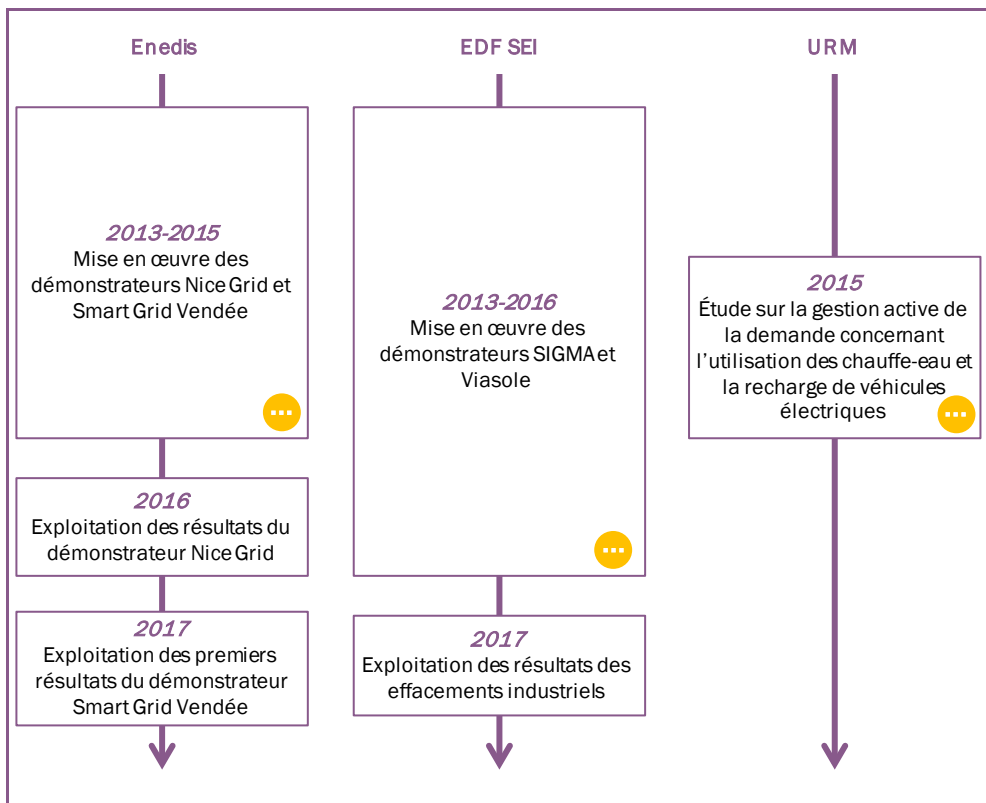 Enedis
2013-2015
Mise en œuvre des
démonstrateurs Nice Grid et
Smart Grid Vendée
2016
Exploitation des résultats du
démonstrateur Nice Grid
2017
Exploitation des premiers
résultats du démonstrateur
Smart Grid Vendée
EDF SEI
2013-2016
Mise en œuvre des
démonstrateurs SIGMA et
Viasole
2017
Exploitation des résultats des
effacements industriels
URM
2015
Étude sur la gestion active de
la demande concernant
l'utilisation des chauffe-eau et
la recharge de véhicules
électriques